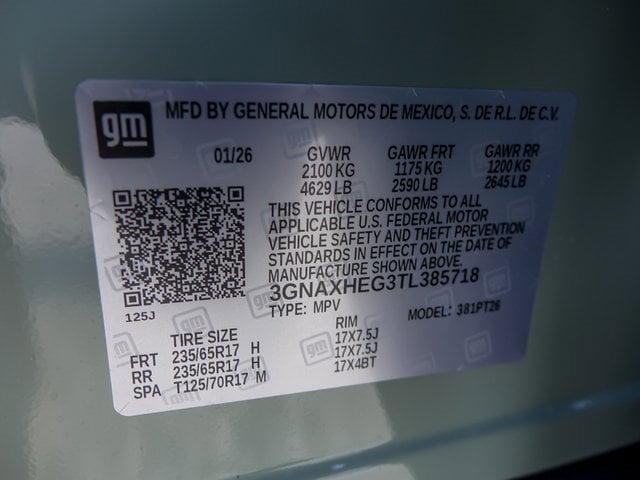 gm
MFD BY GENERAL MOTORS DE MEXICO, S. DE R.L. DE C.V.
01/26 GVWR GAWR FRT GAWR RR
2100 KG 1175 KG 1200 KG
4629 LB 2590 LB 2645 LB
THIS VEHICLE CONFORMS TO ALL
APPLICABLE U.S. FEDERAL MOTOR
VEHICLE SAFETY AND THEFT PREVENTION
STANDARDS IN EFFECT ON THE DATE OF
MANUFACTURE SHOWN ABOVE.
3GNAXHEG3TL385718
125J
TYPE: MPV MODEL: 381PT26
TIRE SIZE RIM
FRT 235/65R17 H 17X7.5J
RR 235/65R17 H 17X7.5J
SPA T125/70R17 M 17X4BT